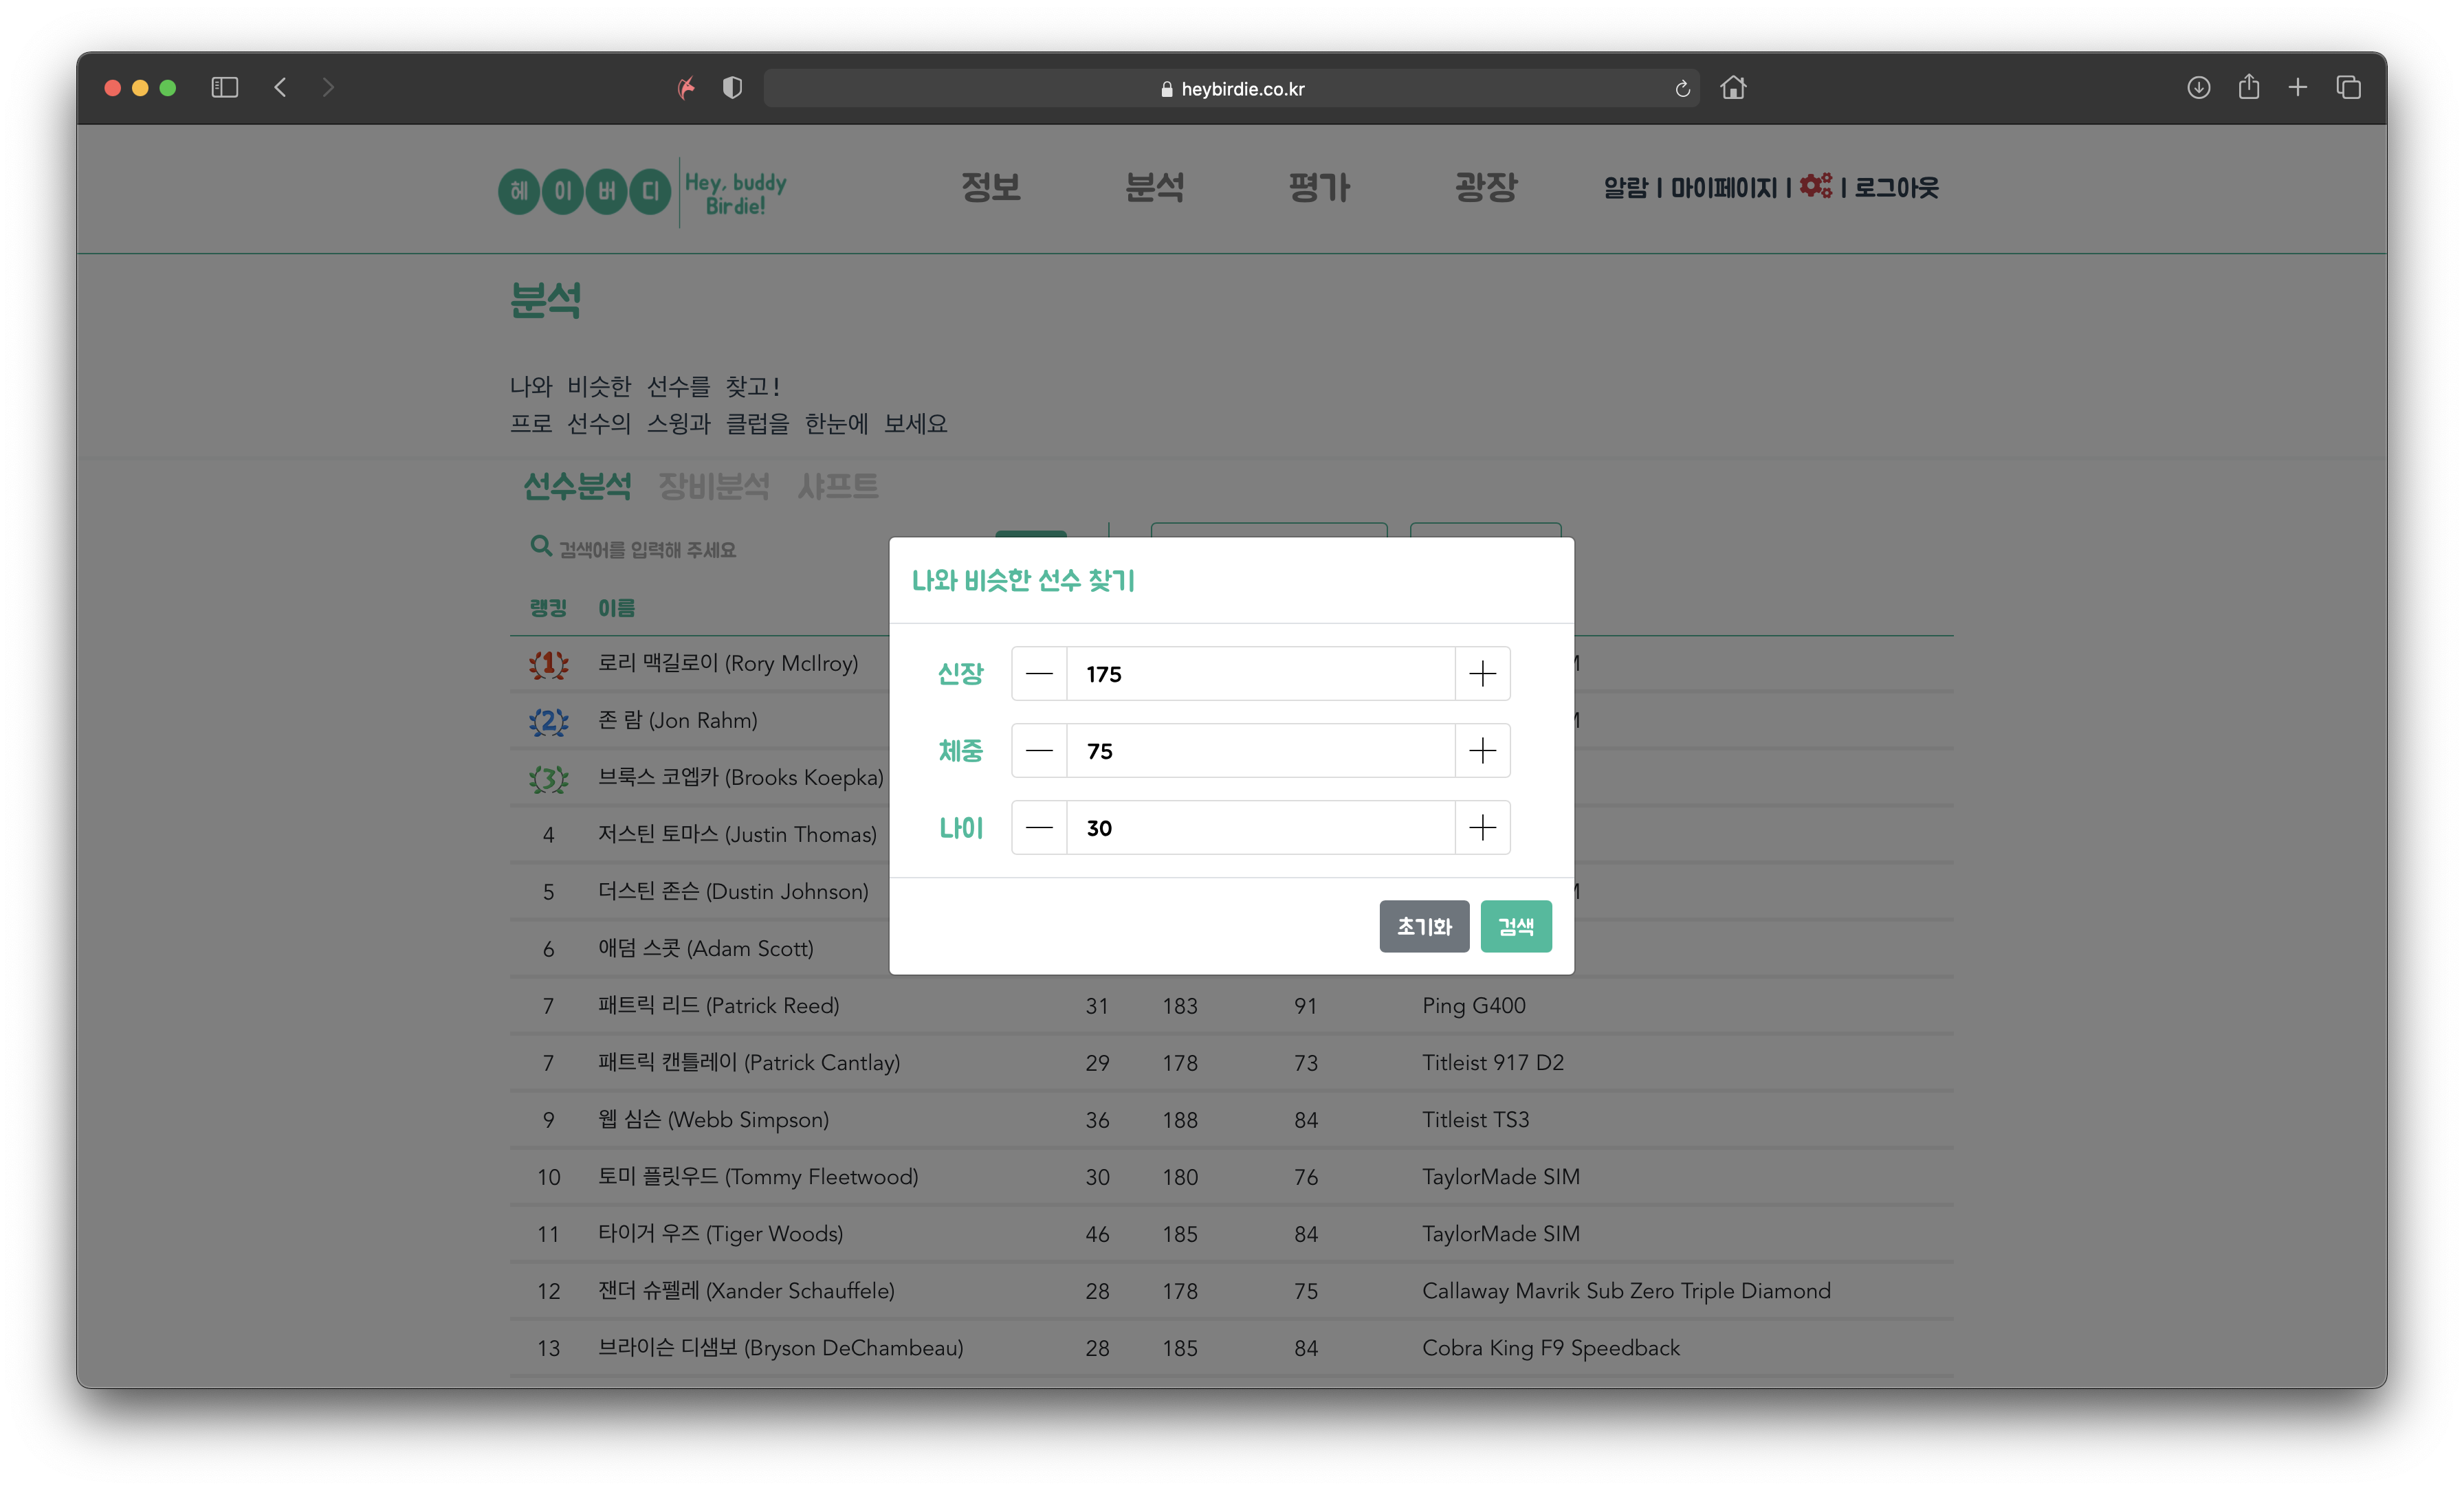 heybirdie.co.kr
헤이버디 Hey, buddy
Birdie!
정보 분석 평가 광장 알람 | 마이페이지 | | 로그아웃
분석
나와 비슷한 선수를 찾고!
프로 선수의 스윙과 클럽을 한눈에 보세요
선수분석 장비분석 샤프트
검색어를 입력해 주세요
나와 비슷한 선수 찾기
신장 175
체중 75
나이 30
초기화 검색
랭킹 이름
1 로리 맥길로이 (Rory McIlroy)
2 존 람 (Jon Rahm)
3 브룩스 코엡카 (Brooks Koepka)
4 저스틴 토마스 (Justin Thomas)
5 더스틴 존슨 (Dustin Johnson)
6 애덤 스콧 (Adam Scott)
7 패트릭 리드 (Patrick Reed) 31 183 91 Ping G400
7 패트릭 캔틀레이 (Patrick Cantlay) 29 178 73 Titleist 917 D2
9 웹 심슨 (Webb Simpson) 36 188 84 Titleist TS3
10 토미 플릿우드 (Tommy Fleetwood) 30 180 76 TaylorMade SIM
11 타이거 우즈 (Tiger Woods) 46 185 84 TaylorMade SIM
12 잰더 슈펠레 (Xander Schauffele) 28 178 75 Callaway Mavrik Sub Zero Triple Diamond
13 브라이슨 디샘보 (Bryson DeChambeau) 28 185 84 Cobra King F9 Speedback